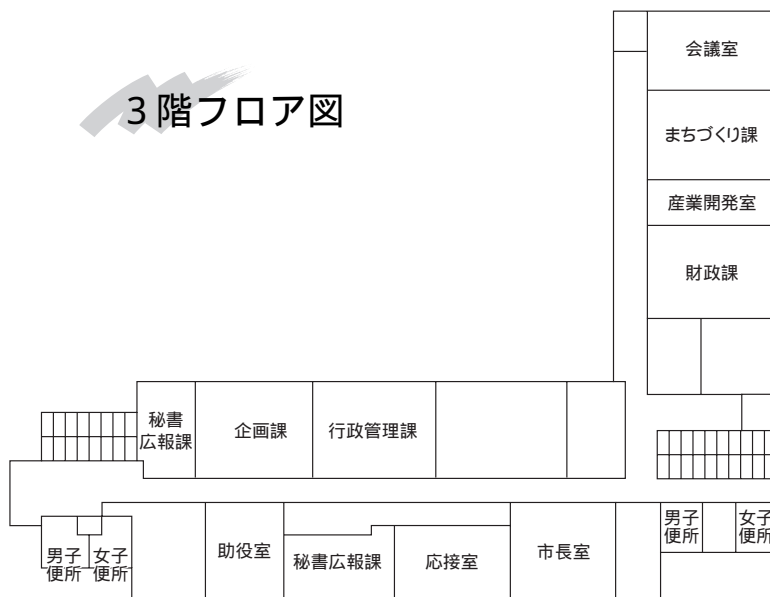 3階フロア図
会議室
まちづくり課
産業開発室
財政課
秘書
広報課
企画課
行政管理課
男子
便所
女子
便所
助役室
秘書広報課
応接室
市長室
男子
便所
女子
便所